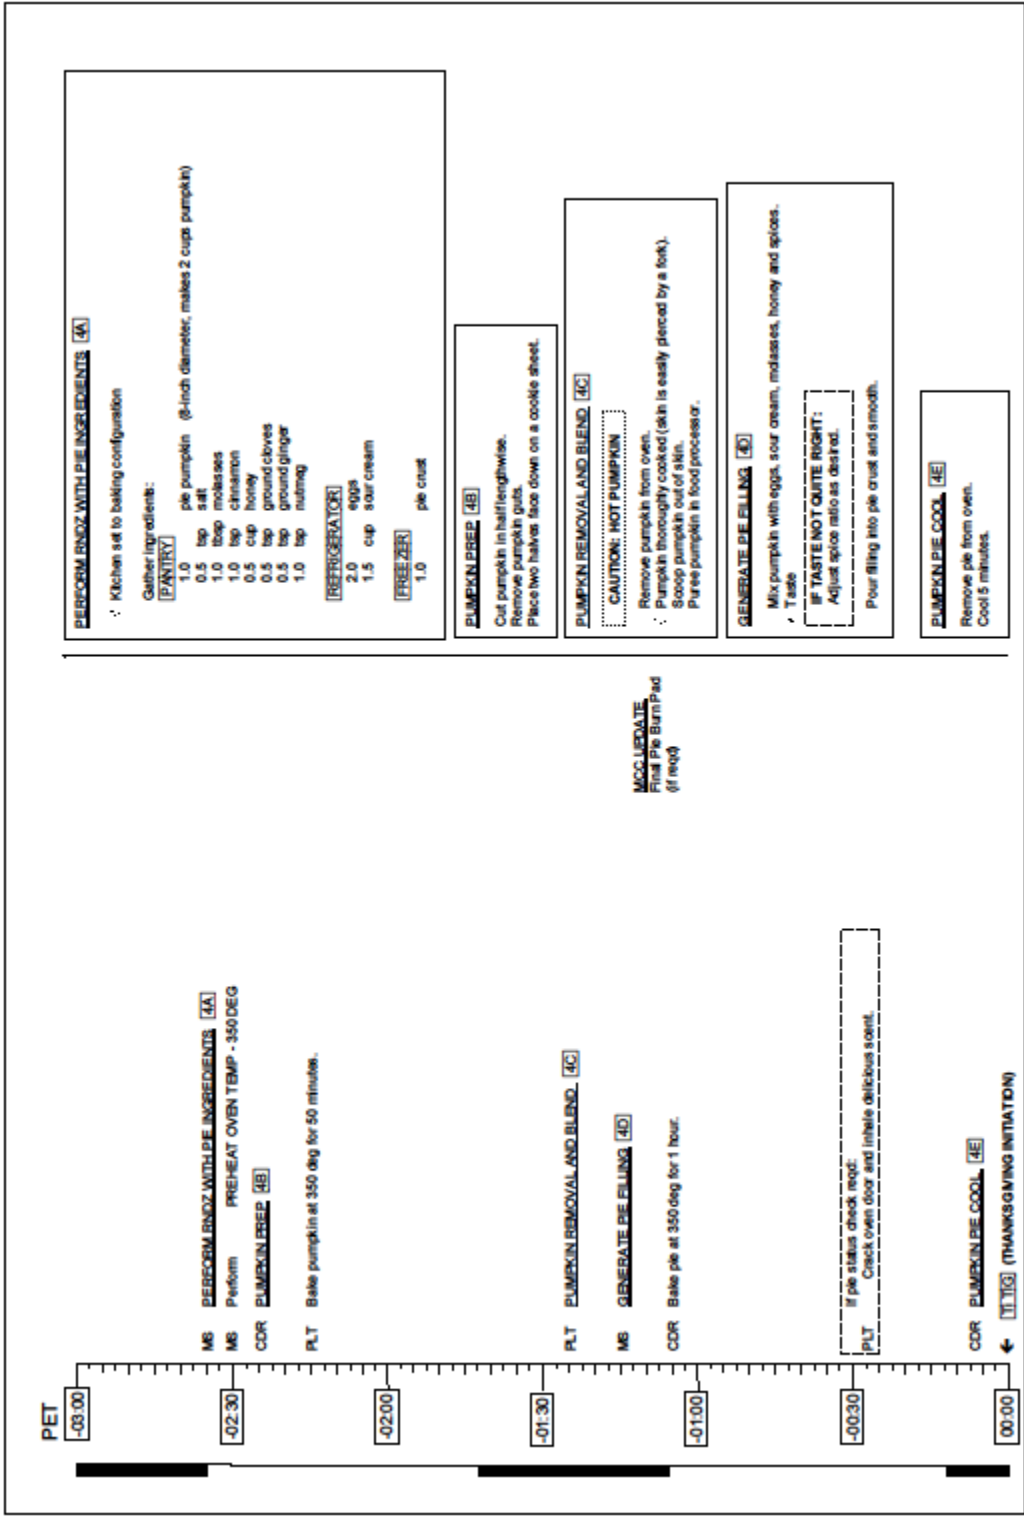 PET
-03:00
-02:30
-02:00
-01:30
-01:00
-00:30
00:00
MS PERFORM RNDZ WITH PIE INGREDIENTS 4A
MS Perform PREHEAT OVEN TEMP - 350 DEG
CDR PUMPKIN PREP 4B
PLT Bake pumpkin at 350 deg for 50 minutes.
PLT PUMPKIN REMOVAL AND BLEND 4C
MS GENERATE PIE FILLING 4D
CDR Bake pie at 350 deg for 1 hour.
If pie status check reqd:
PLT Crack oven door and inhale delicious scent.
CDR PUMPKIN PIE COOL 4E
← TI TIG (THANKSGIVING INITIATION)
MCC UPDATE
Final Pie Burn Pad
(if reqd)
PERFORM RNDZ WITH PIE INGREDIENTS 4A
Kitchen set to baking configuration
Gather ingredients:
PANTRY
1.0 pie pumpkin (8-inch diameter, makes 2 cups pumpkin)
0.5 tsp salt
1.0 tbsp molasses
1.0 tsp cinnamon
0.5 cup honey
0.5 tsp ground cloves
0.5 tsp ground ginger
1.0 tsp nutmeg
REFRIGERATOR
2.0 eggs
1.5 cup sour cream
FREEZER
1.0 pie crust
PUMPKIN PREP 4B
Cut pumpkin in half lengthwise.
Remove pumpkin guts.
Place two halves face down on a cookie sheet.
PUMPKIN REMOVAL AND BLEND 4C
CAUTION: HOT PUMPKIN
Remove pumpkin from oven.
Pumpkin thoroughly cooked (skin is easily pierced by a fork).
Scoop pumpkin out of skin.
Puree pumpkin in food processor.
GENERATE PIE FILLING 4D
Mix pumpkin with eggs, sour cream, molasses, honey and spices.
Taste
IF TASTE NOT QUITE RIGHT:
Adjust spice ratio as desired.
Pour filling into pie crust and smooth.
PUMPKIN PIE COOL 4E
Remove pie from oven.
Cool 5 minutes.